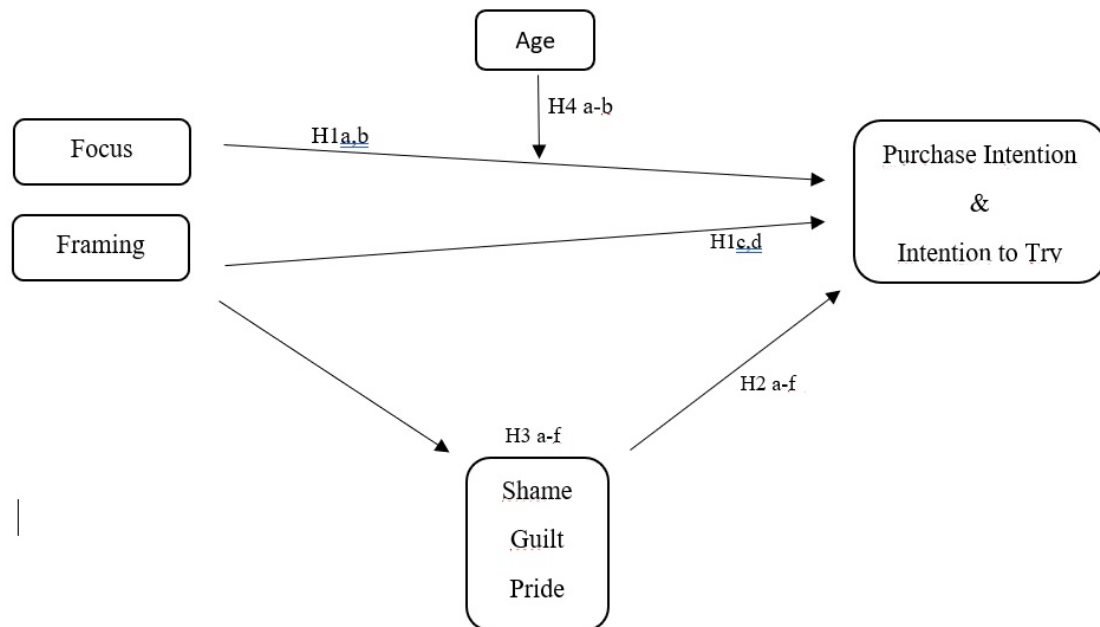 Age
H4 a-b
Focus
H1a,b
Purchase Intention
&
Intention to Try
Framing
H1c,d
H2 a-f
H3 a-f
Shame
Guilt
Pride